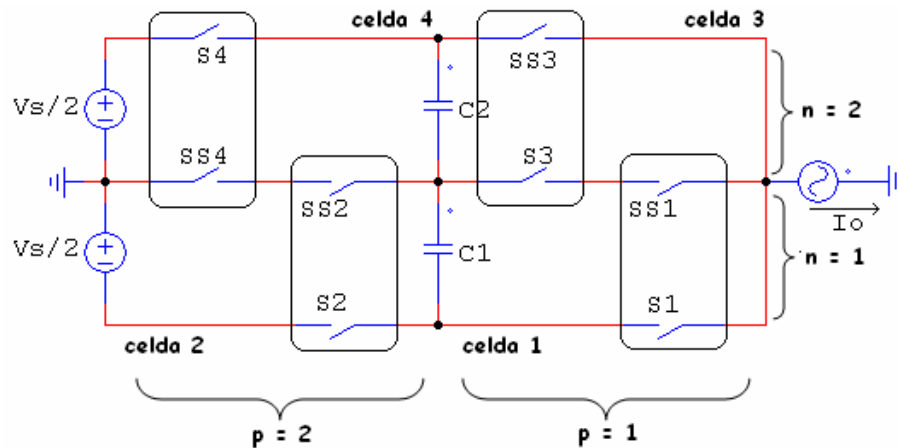 celda 4
celda 3
S4
SS3
Vs/2
C2
n = 2
SS4
SS2
S3
SS1
Io
Vs/2
C1
n = 1
S2
S1
celda 2
celda 1
p = 2
p = 1